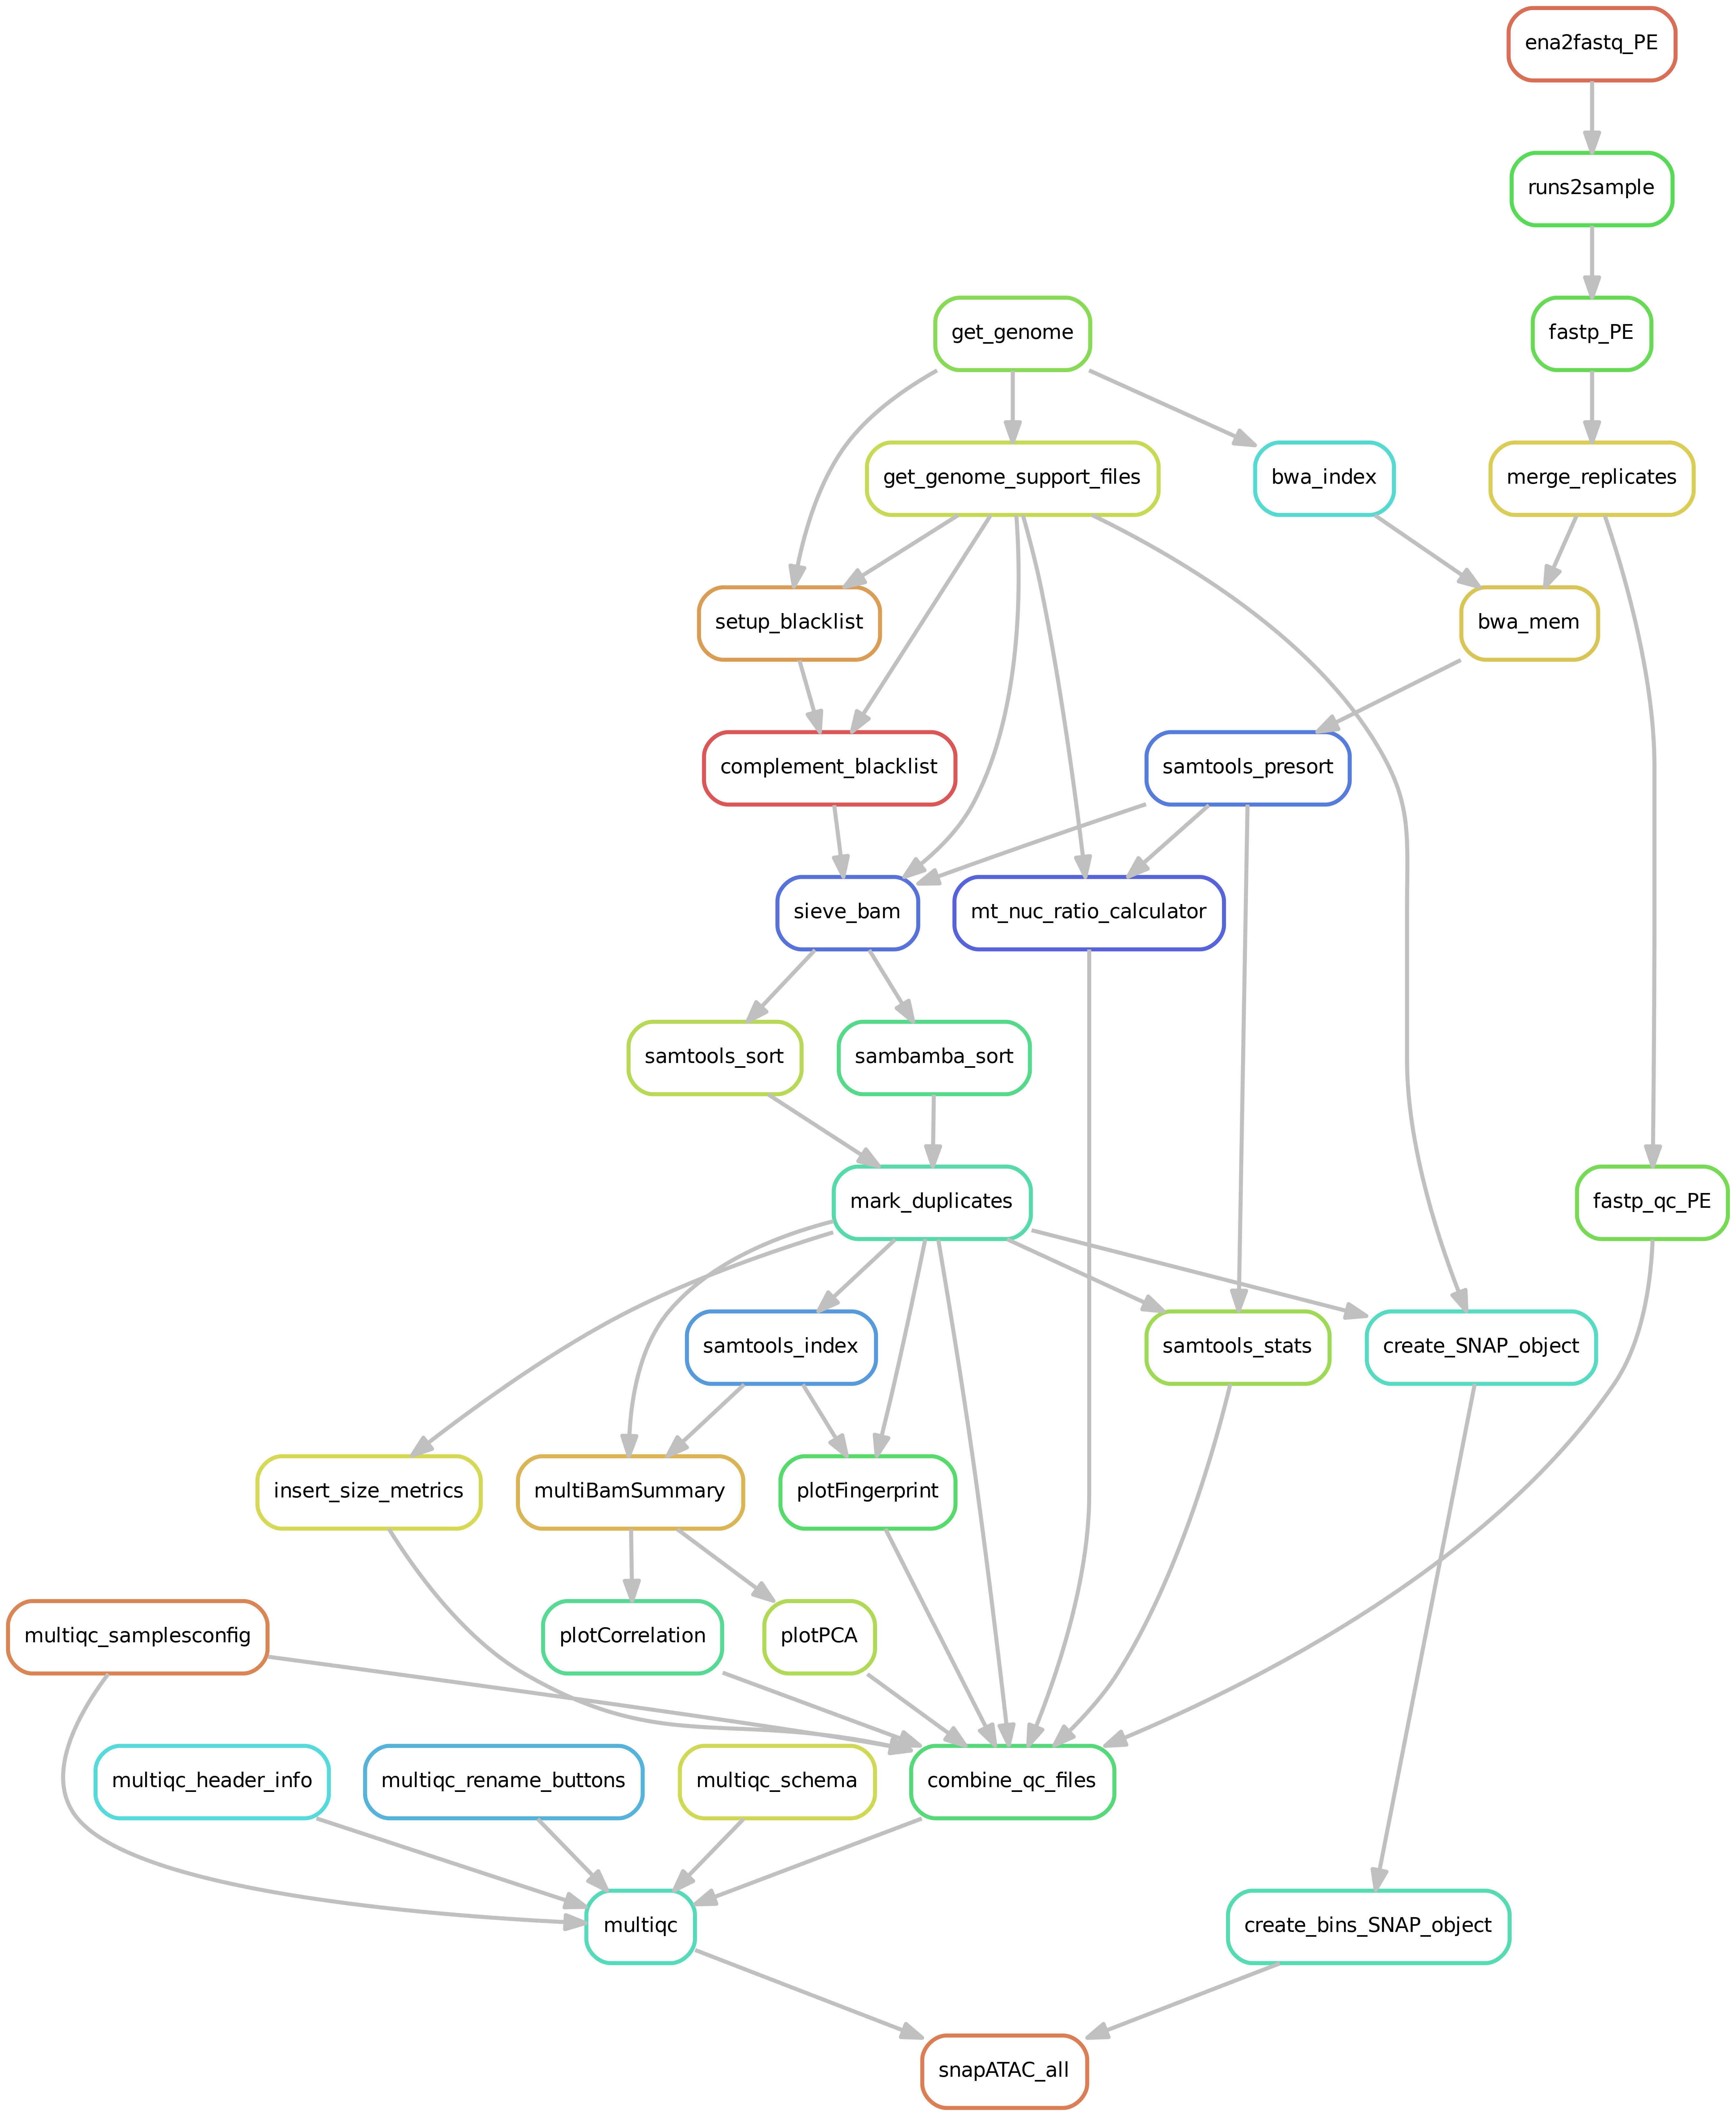 ena2fastq_PE
runs2sample
get_genome
fastp_PE
get_genome_support_files
bwa_index
merge_replicates
setup_blacklist
bwa_mem
complement_blacklist
samtools_presort
sieve_bam
mt_nuc_ratio_calculator
samtools_sort
sambamba_sort
mark_duplicates
fastp_qc_PE
samtools_index
samtools_stats
create_SNAP_object
insert_size_metrics
multiBamSummary
plotFingerprint
multiqc_samplesconfig
plotCorrelation
plotPCA
multiqc_header_info
multiqc_rename_buttons
multiqc_schema
combine_qc_files
multiqc
create_bins_SNAP_object
snapATAC_all